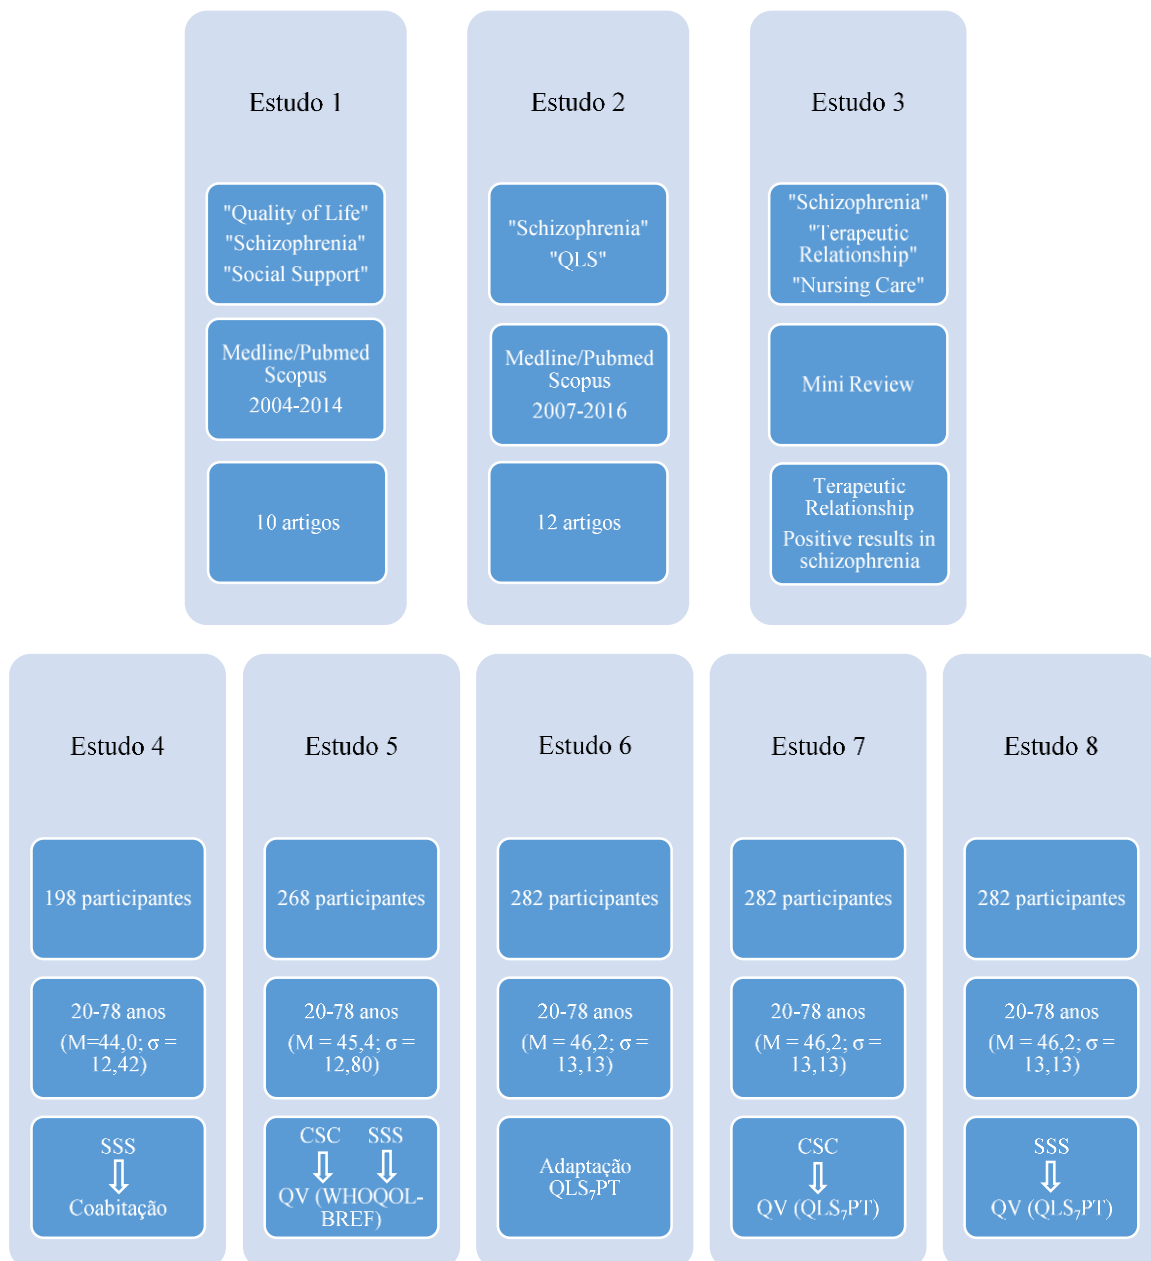 Estudo 1
"Quality of Life"
"Schizophrenia"
"Social Support"
Medline/Pubmed
Scopus
2004-2014
10 artigos
Estudo 2
"Schizophrenia"
"QLS"
Medline/Pubmed
Scopus
2007-2016
12 artigos
Estudo 3
"Schizophrenia"
"Terapeutic
Relationship"
"Nursing Care"
Mini Review
Terapeutic
Relationship
Positive results in
schizophrenia
Estudo 4
198 participantes
20-78 anos
(M=44,0; σ =
12,42)
SSS
Coabitação
Estudo 5
268 participantes
20-78 anos
(M = 45,4; σ =
12,80)
CSC SSS
QV (WHOQOL-
BREF)
Estudo 6
282 participantes
20-78 anos
(M = 46,2; σ =
13,13)
Adaptação
QLS₇PT
Estudo 7
282 participantes
20-78 anos
(M = 46,2; σ =
13,13)
CSC
QV (QLS₇PT)
Estudo 8
282 participantes
20-78 anos
(M = 46,2; σ =
13,13)
SSS
QV (QLS₇PT)